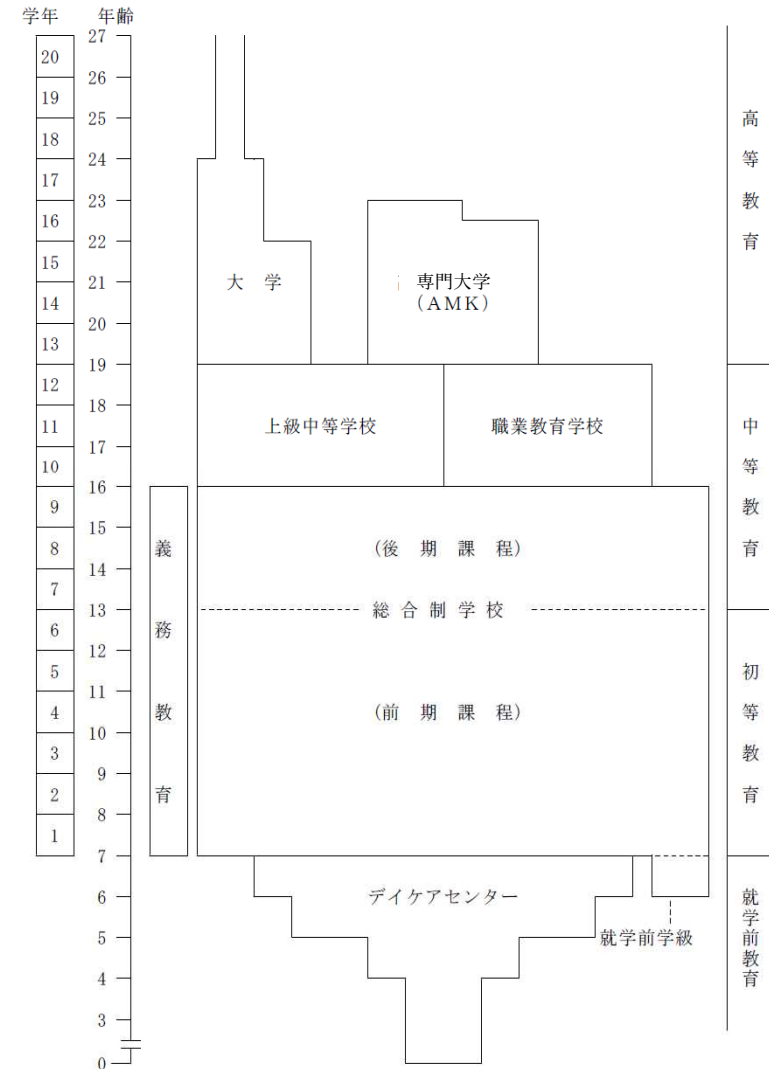 学年 年齢
27
20
26
19
25
18
24
17
23
16
22
15
21
14
20
13
19
12
18
11
17
10
16
9
15
8
14
7
13
6
12
5
11
4
10
3
9
2
8
1
7
6
5
4
3
0
義務教育
大 学
専門大学
(AMK)
上級中等学校
職業教育学校
(後 期 課 程)
総 合 制 学 校
(前 期 課 程)
デイケアセンター
就学前学級
高等教育
中等教育
初等教育
就学前教育